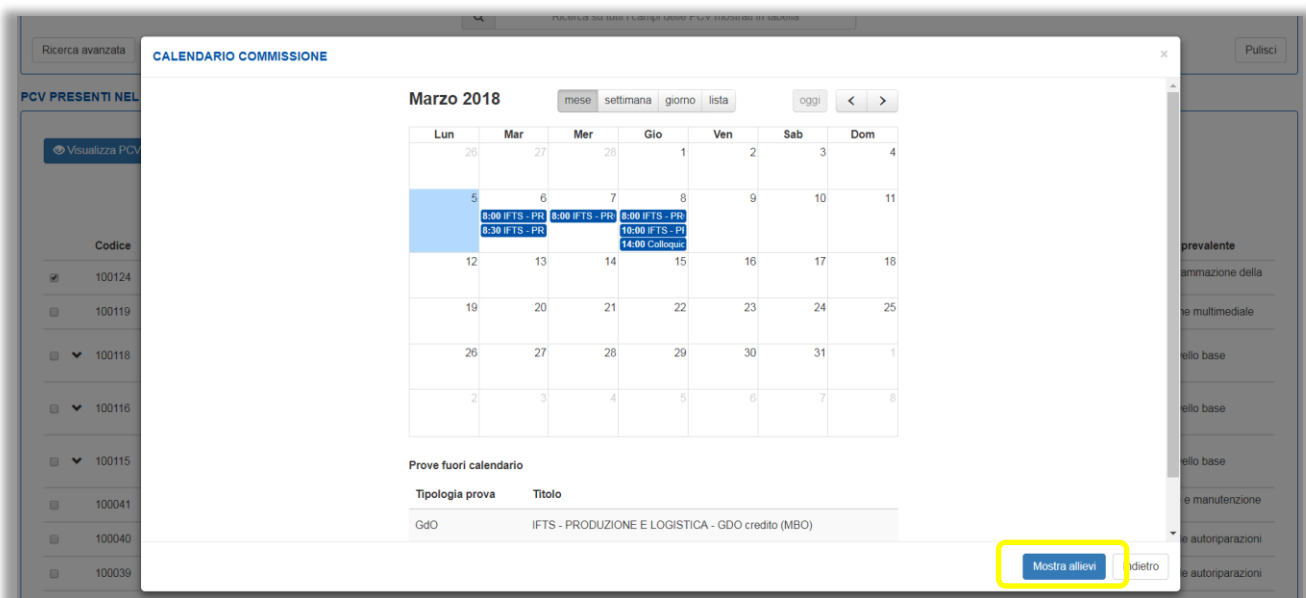 Ricerca su tutti i campi delle PCV mostrati in tabella
Ricerca avanzata
Pulisci
CALENDARIO COMMISSIONE
×
PCV PRESENTI NEL
Visualizza PCV
Marzo 2018
mese settimana giorno lista oggi < >
Lun Mar Mer Gio Ven Sab Dom
26 27 28 1 2 3 4
5 6 7 8 9 10 11
8:00 IFTS - PR 8:00 IFTS - PR 8:00 IFTS - PR
8:30 IFTS - PR 10:00 IFTS - PF
14:00 Colloquic
12 13 14 15 16 17 18
19 20 21 22 23 24 25
26 27 28 29 30 31 1
2 3 4 5 6 7 8
Prove fuori calendario
Tipologia prova Titolo
GdO IFTS - PRODUZIONE E LOGISTICA - GDO credito (MBO)
Mostra allievi Indietro
Codice prevalente
100124 ammazione della
100119 ne multimediale
100118 ello base
100116 ello base
100115 ello base
100041 e manutenzione
100040 le autoriparazioni
100039 le autoriparazioni